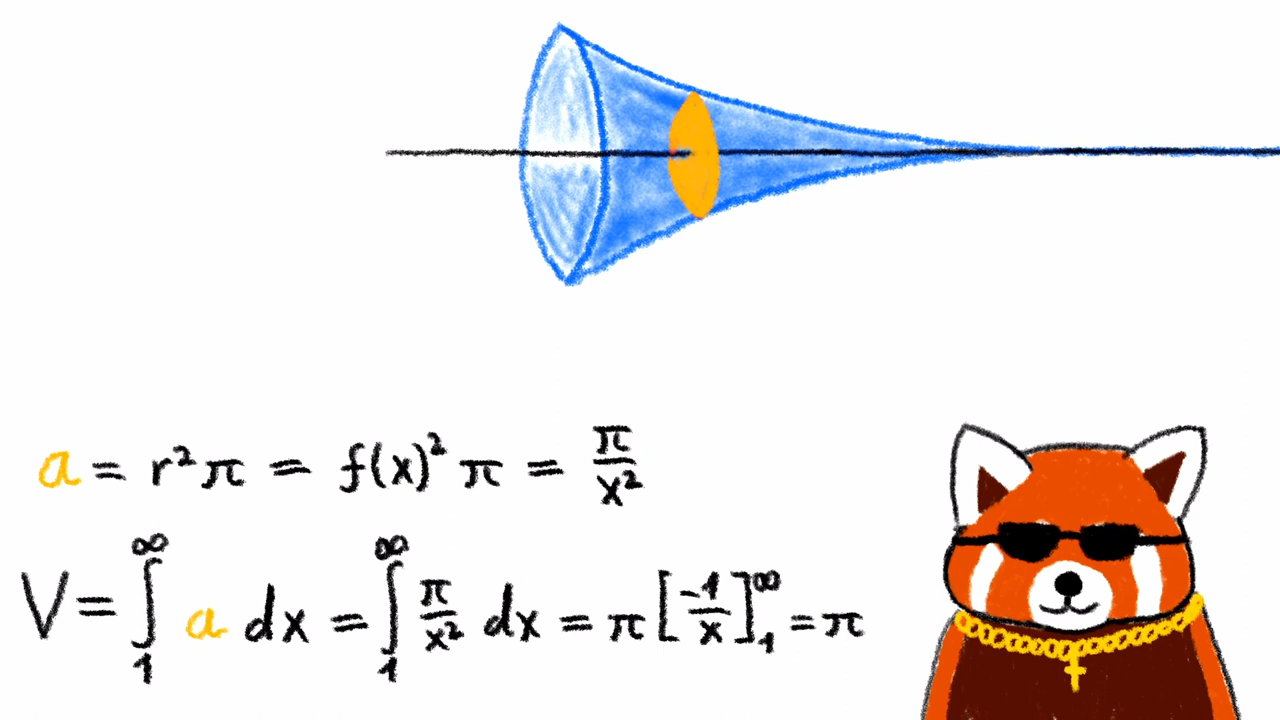 a = r²π = f(x)²π = π/x²
V = ∫₁^∞ a dx = ∫₁^∞ π/x² dx = π[-1/x]₁^∞ = π